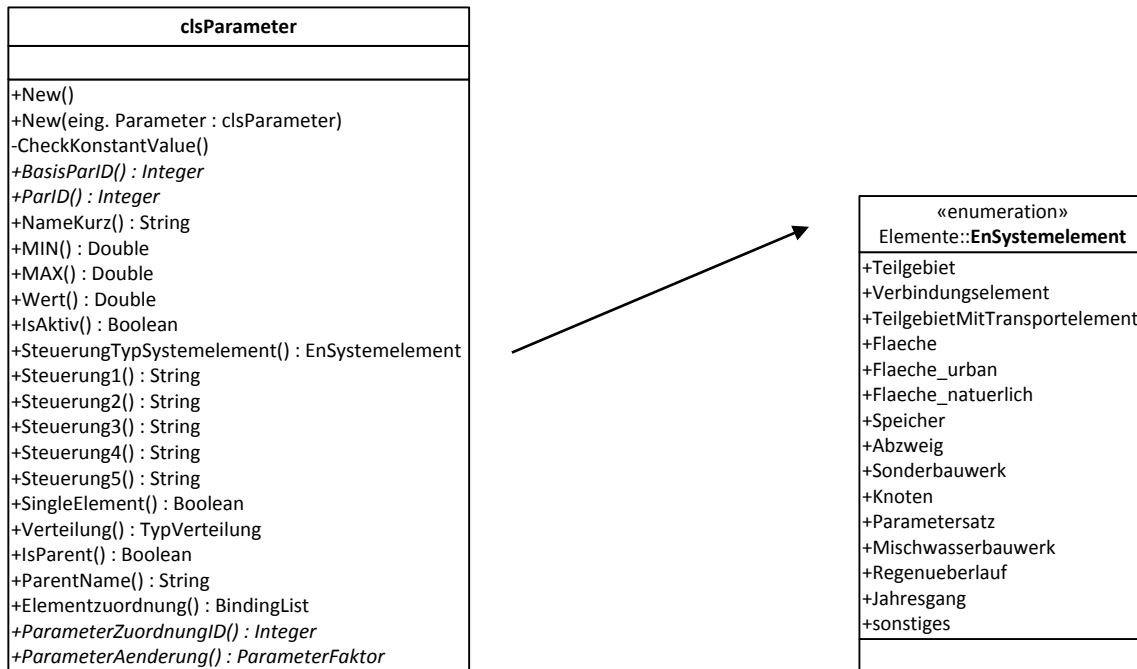 clsParameter
+New()
+New(eing. Parameter : clsParameter)
-CheckKonstantValue()
+BasisParID() : Integer
+ParID() : Integer
+NameKurz() : String
+MIN() : Double
+MAX() : Double
+Wert() : Double
+IsAktiv() : Boolean
+SteuerungTypSystemelement() : EnSystemelement
+Steuerung1() : String
+Steuerung2() : String
+Steuerung3() : String
+Steuerung4() : String
+Steuerung5() : String
+SingleElement() : Boolean
+Verteilung() : TypVerteilung
+IsParent() : Boolean
+ParentName() : String
+Elementzuordnung() : BindingList
+ParameterZuordnungID() : Integer
+ParameterAenderung() : ParameterFaktor
«enumeration»
Elemente::EnSystemelement
+Teilgebiet
+Verbindungselement
+TeilgebietMitTransportelement
+Flaeche
+Flaeche_urban
+Flaeche_natuerlich
+Speicher
+Abzweig
+Sonderbauwerk
+Knoten
+Parametersatz
+Mischwasserbauwerk
+Regenueberlauf
+Jahresgang
+sonstiges